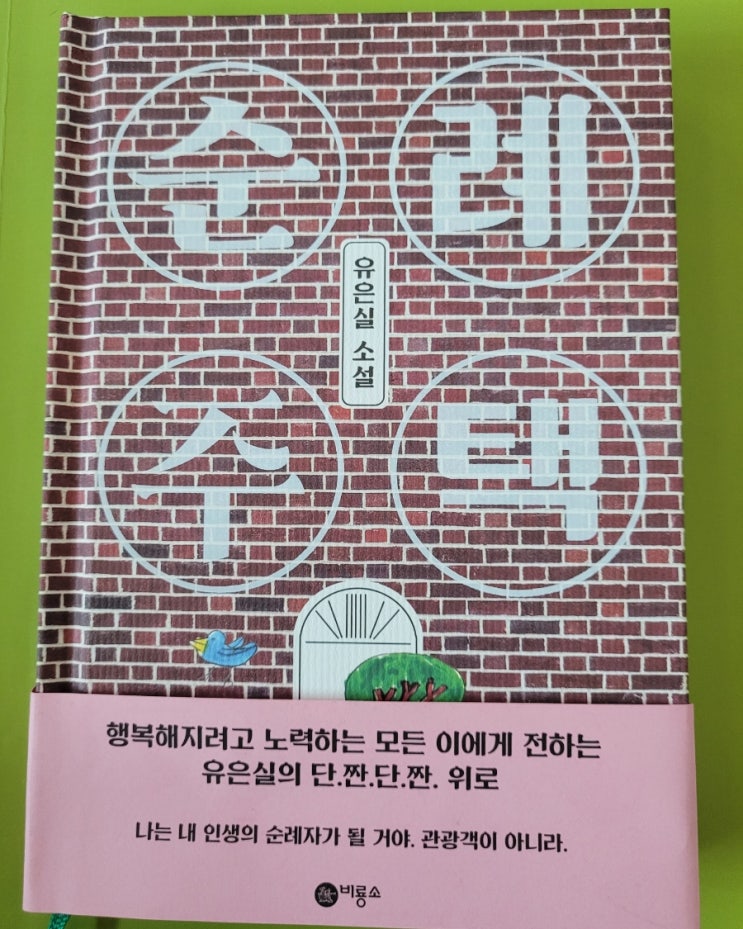 순례
주택
유은실 소설
행복해지려고 노력하는 모든 이에게 전하는
유은실의 단.짠.단.짠. 위로
나는 내 인생의 순례자가 될 거야. 관광객이 아니라.
비룡소